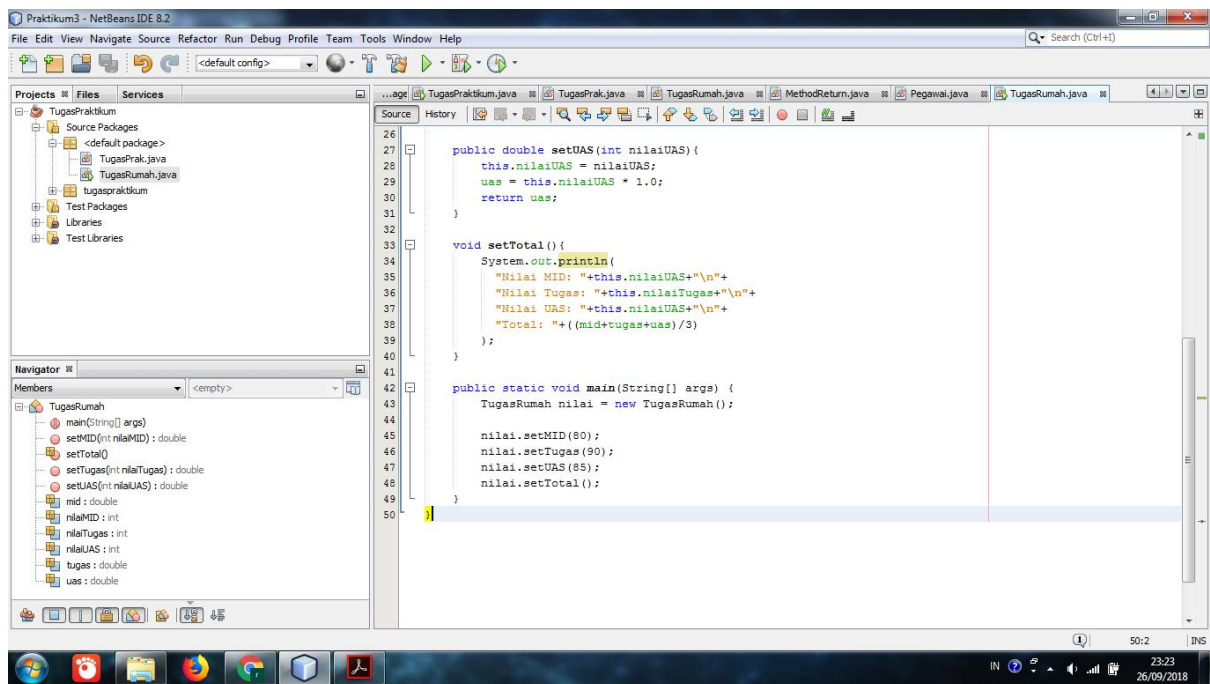 Praktikum3 - NetBeans IDE 8.2
File Edit View Navigate Source Refactor Run Debug Profile Team Tools Window Help
Search (Ctrl+I)
<default config>
Projects Files Services
TugasPraktikum
Source Packages
<default package>
TugasPrak.java
TugasRumah.java
tugaspraktikum
Test Packages
Libraries
Test Libraries
Navigator
Members <empty>
TugasRumah
main(String[] args)
setMID(int nilaiMID) : double
setTotal()
setTugas(int nilaiTugas) : double
setUAS(int nilaiUAS) : double
mid : double
nilaiMID : int
nilaiTugas : int
nilaiUAS : int
tugas : double
uas : double
...age TugasPraktikum.java TugasPrak.java TugasRumah.java MethodReturn.java Pegawai.java TugasRumah.java
Source History
26
27 public double setUAS(int nilaiUAS){
28 this.nilaiUAS = nilaiUAS;
29 uas = this.nilaiUAS * 1.0;
30 return uas;
31 }
32
33 void setTotal(){
34 System.out.println(
35 "Nilai MID: "+this.nilaiUAS+"\n"+
36 "Nilai Tugas: "+this.nilaiTugas+"\n"+
37 "Nilai UAS: "+this.nilaiUAS+"\n"+
38 "Total: "+((mid+tugas+uas)/3)
39 );
40 }
41
42 public static void main(String[] args) {
43 TugasRumah nilai = new TugasRumah();
44
45 nilai.setMID(80);
46 nilai.setTugas(90);
47 nilai.setUAS(85);
48 nilai.setTotal();
49 }
50 }
1 50:2 INS
IN 23:23
26/09/2018